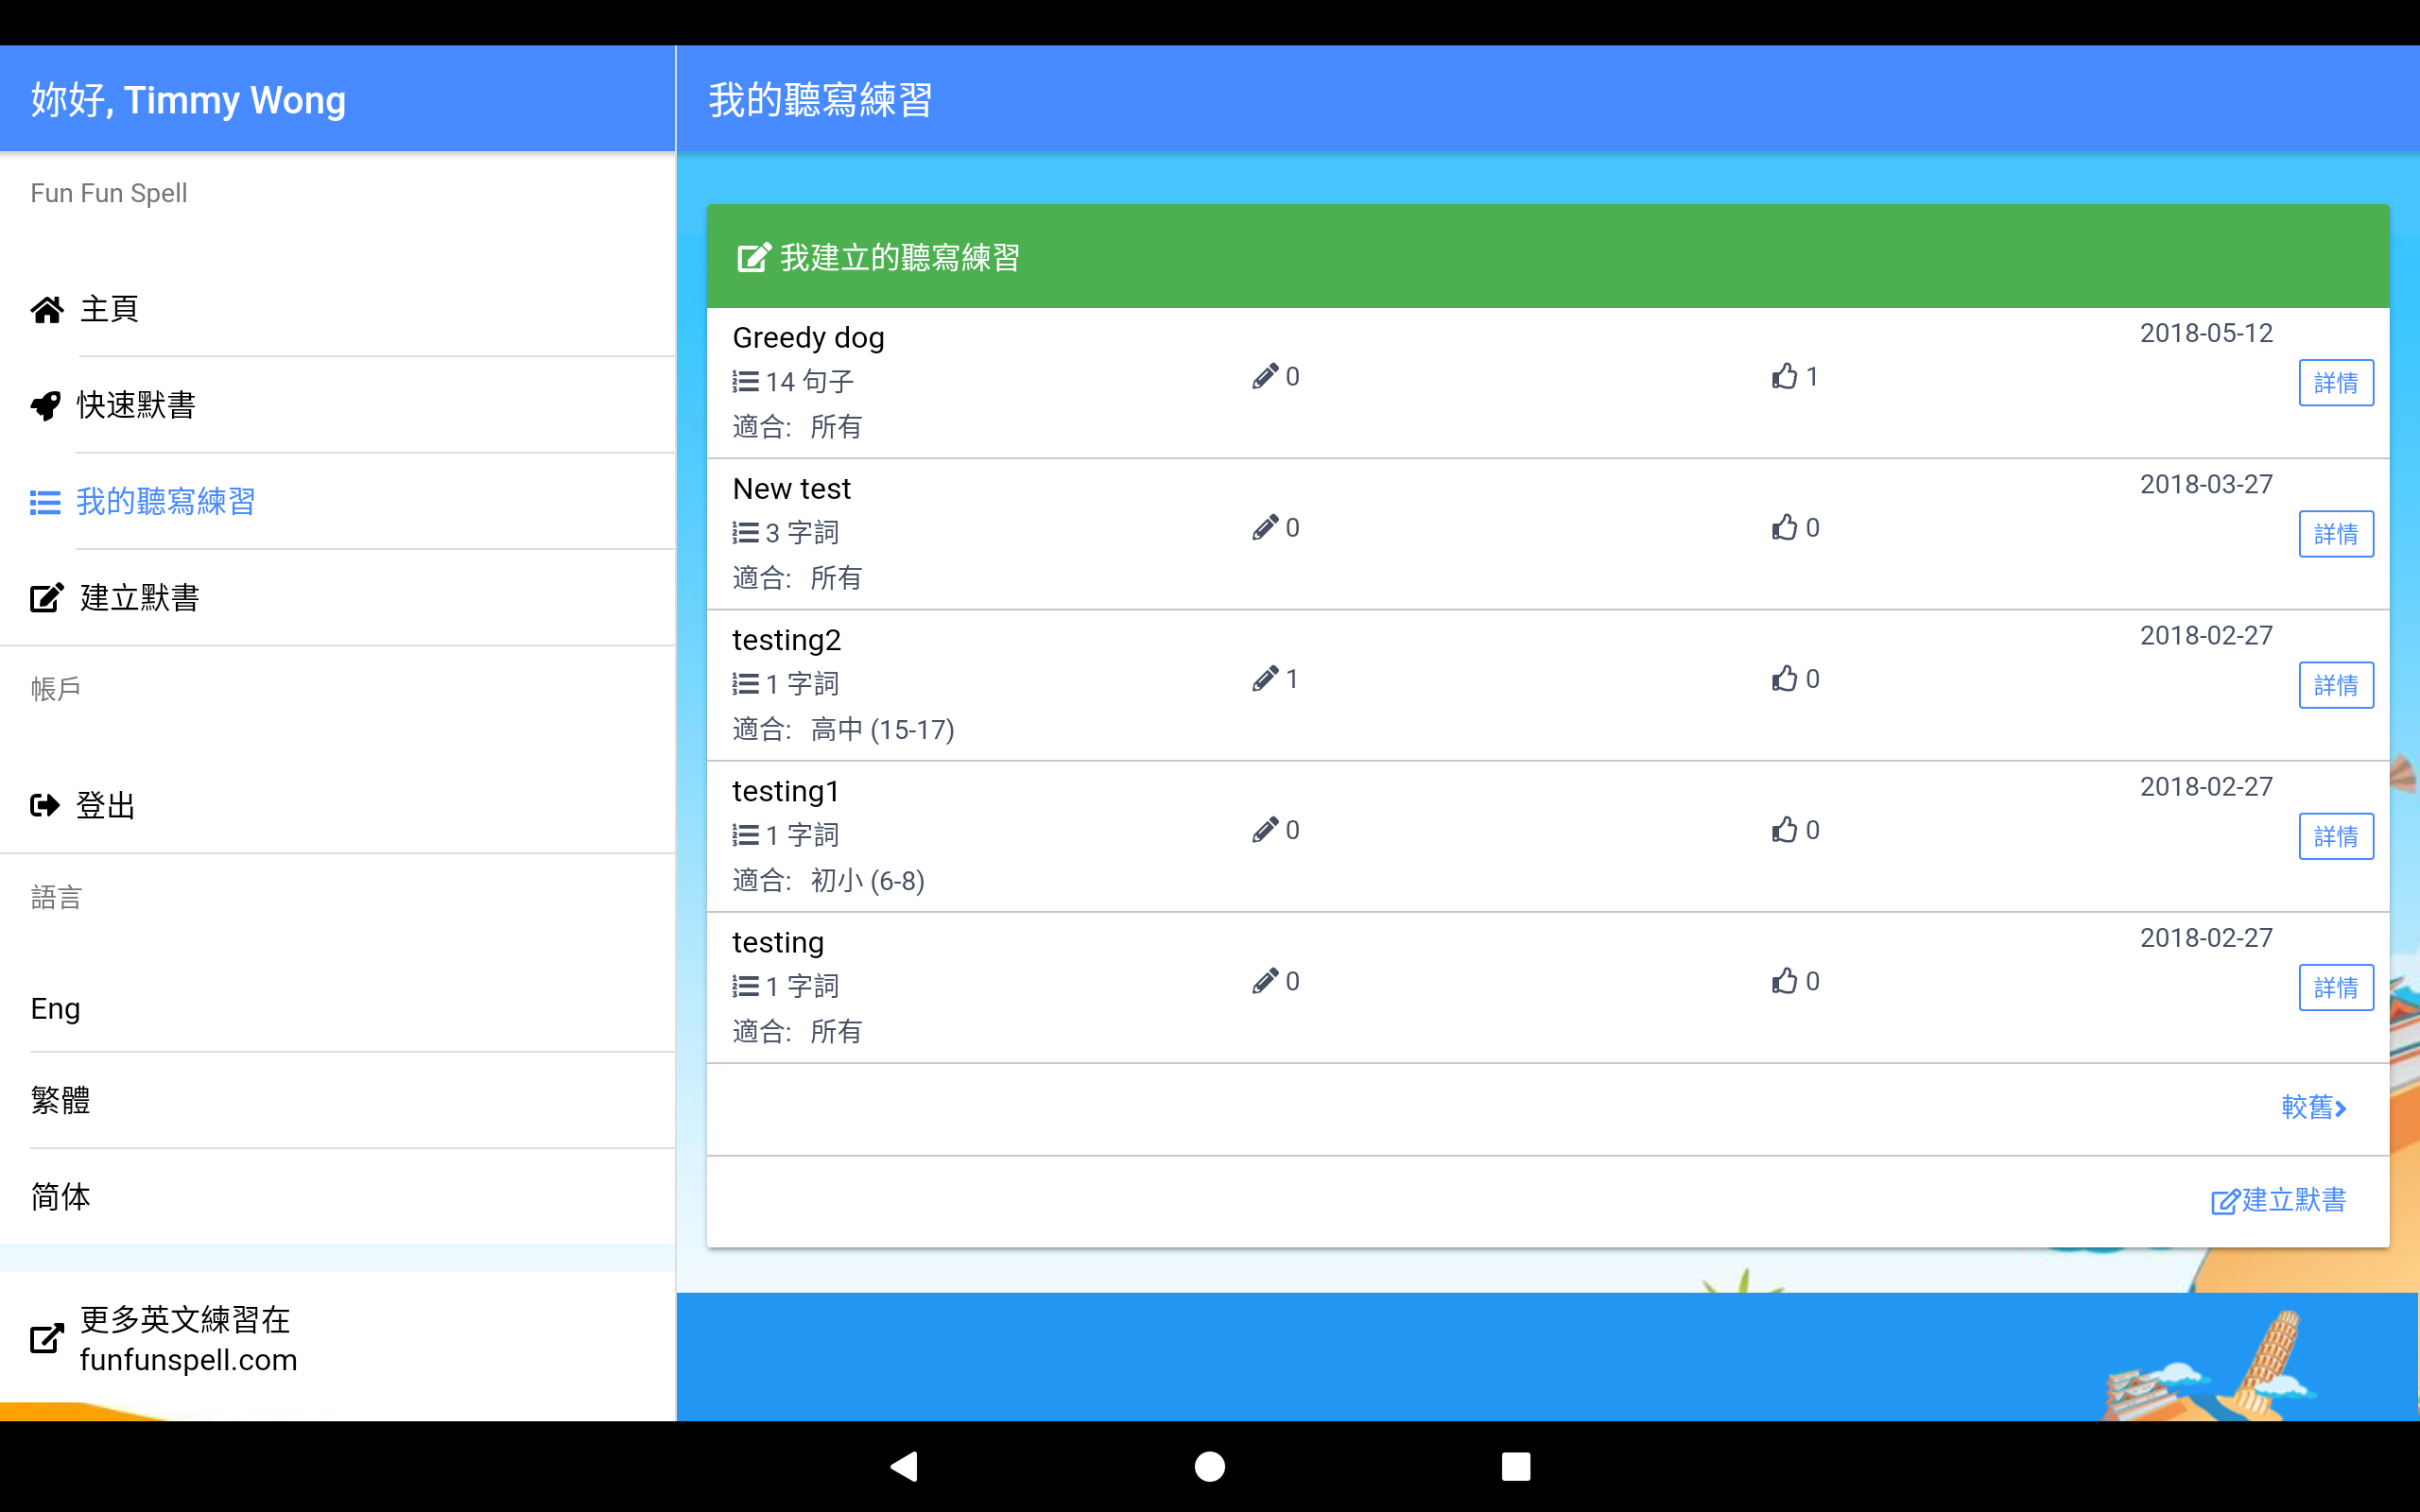 妳好, Timmy Wong
Fun Fun Spell
主頁
快速默書
我的聽寫練習
建立默書
帳戶
登出
語言
Eng
繁體
简体
更多英文練習在
funfunspell.com
我的聽寫練習
我建立的聽寫練習
Greedy dog
2018-05-12
14 句子
0
1
詳情
適合: 所有
New test
2018-03-27
3 字詞
0
0
詳情
適合: 所有
testing2
2018-02-27
1 字詞
1
0
詳情
適合: 高中 (15-17)
testing1
2018-02-27
1 字詞
0
0
詳情
適合: 初小 (6-8)
testing
2018-02-27
1 字詞
0
0
詳情
適合: 所有
較舊
建立默書